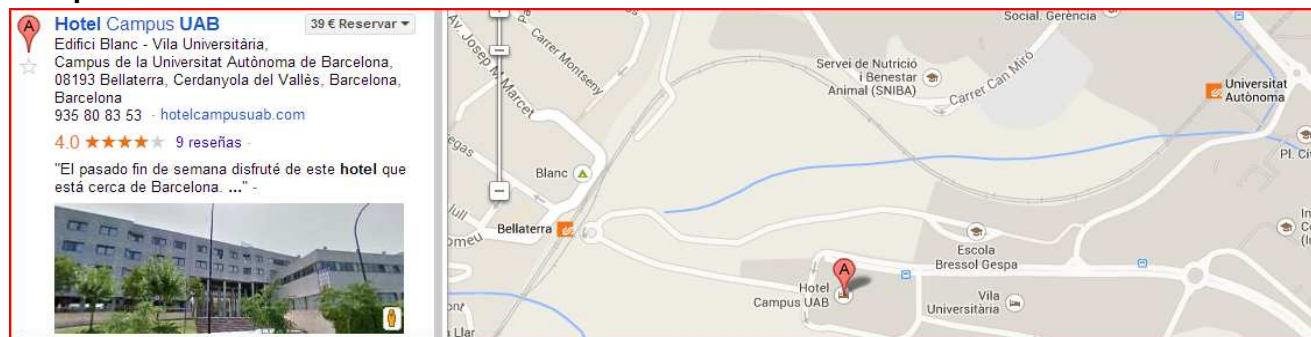 A
Hotel Campus UAB
39 € Reservar
Edifici Blanc - Vila Universitària,
Campus de la Universitat Autònoma de Barcelona,
08193 Bellaterra, Cerdanyola del Vallès, Barcelona,
Barcelona
935 80 83 53 - hotelcampusuab.com
4.0 ★★★★★ 9 reseñas -
"El pasado fin de semana disfruté de este hotel que
está cerca de Barcelona. ..." -
Av. Josep M Marcet
Carrer Montseny
Social. Gerència
Servei de Nutrició
i Benestar
Animal (SNIBA)
Carrer Can Miró
Universitat
Autònoma
Blanc
Bellaterra
Escola
Bressol Gespa
A
Hotel
Campus UAB
Vila
Universitària